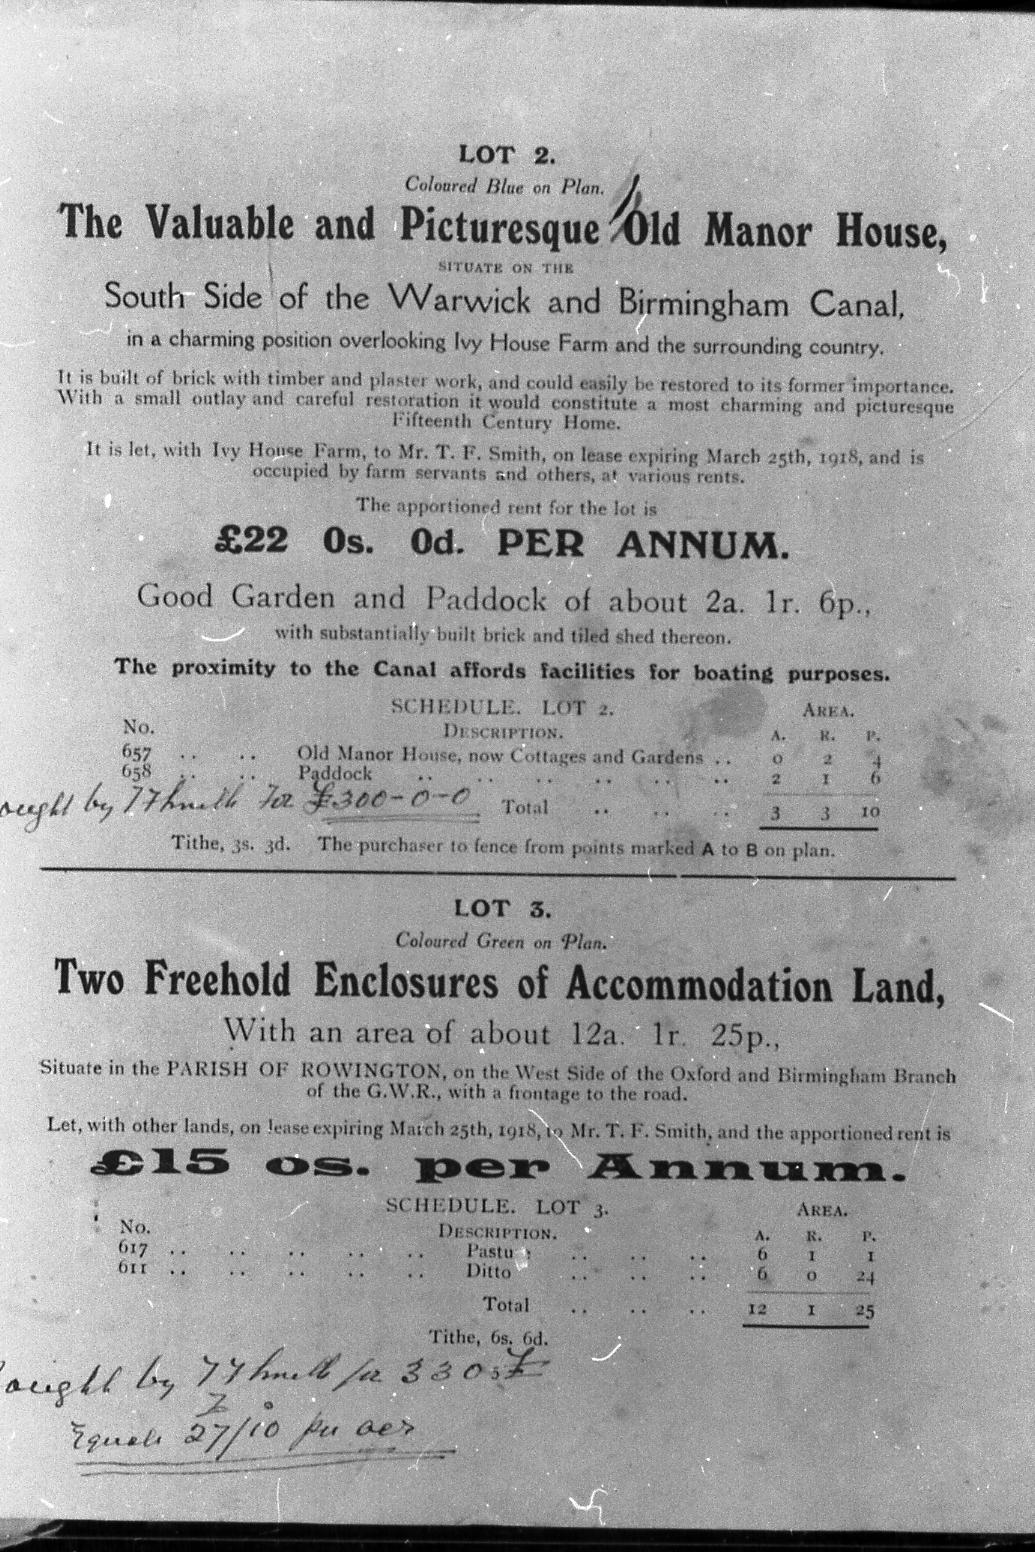 LOT 2.
Coloured Blue on Plan.
The Valuable and Picturesque Old Manor House,
SITUATE ON THE
South Side of the Warwick and Birmingham Canal,
in a charming position overlooking Ivy House Farm and the surrounding country.
It is built of brick with timber and plaster work, and could easily be restored to its former importance.
With a small outlay and careful restoration it would constitute a most charming and picturesque
Fifteenth Century Home.
It is let, with Ivy House Farm, to Mr. T. F. Smith, on lease expiring March 25th, 1918, and is
occupied by farm servants and others, at various rents.
The apportioned rent for the lot is
£22 0s. 0d. PER ANNUM.
Good Garden and Paddock of about 2a. 1r. 6p.,
with substantially built brick and tiled shed thereon.
The proximity to the Canal affords facilities for boating purposes.
SCHEDULE. LOT 2. AREA.
No. DESCRIPTION. A. R. P.
657 .. .. Old Manor House, now Cottages and Gardens .. 0 2 4
658 .. .. Paddock .. .. .. .. .. .. 2 1 6
ought by T F Smith for £300-0-0 Total .. .. .. 3 3 10
Tithe, 3s. 3d. The purchaser to fence from points marked A to B on plan.
LOT 3.
Coloured Green on Plan.
Two Freehold Enclosures of Accommodation Land,
With an area of about 12a. 1r. 25p.,
Situate in the PARISH OF ROWINGTON, on the West Side of the Oxford and Birmingham Branch
of the G.W.R., with a frontage to the road.
Let, with other lands, on lease expiring March 25th, 1918, to Mr. T. F. Smith, and the apportioned rent is
£15 0s. per Annum.
SCHEDULE. LOT 3. AREA.
No. DESCRIPTION. A. R. P.
617 .. .. .. .. .. Pastu .. .. .. 6 1 1
611 .. .. .. .. .. Ditto .. .. .. 6 0 24
Total .. .. .. 12 1 25
Tithe, 6s. 6d.
ought by T F Smith for 330 £
Equals 27/10 per acr